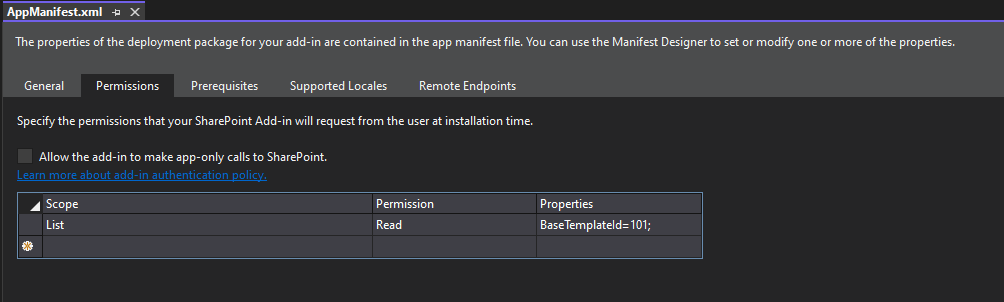 AppManifest.xml
The properties of the deployment package for your add-in are contained in the app manifest file. You can use the Manifest Designer to set or modify one or more of the properties.
General Permissions Prerequisites Supported Locales Remote Endpoints
Specify the permissions that your SharePoint Add-in will request from the user at installation time.
Allow the add-in to make app-only calls to SharePoint.
Learn more about add-in authentication policy.
Scope Permission Properties
List Read BaseTemplateId=101;